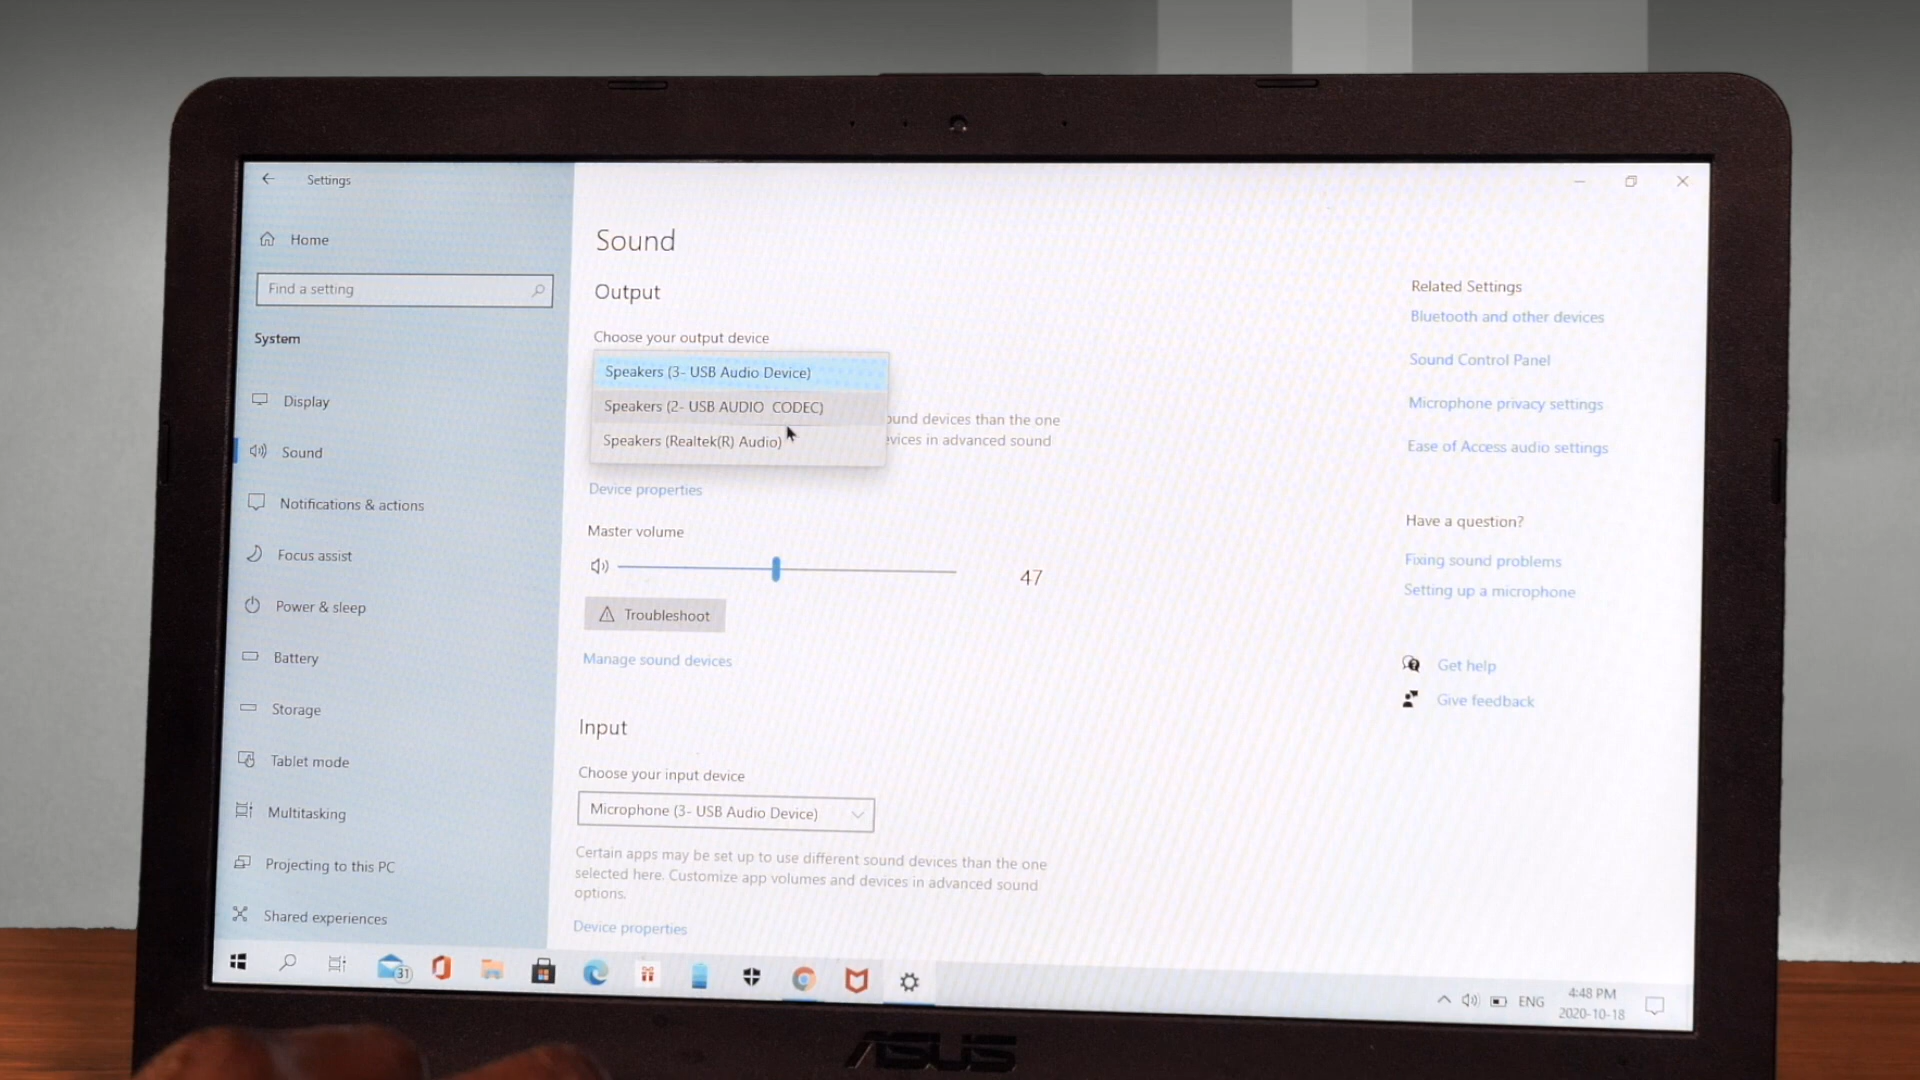 Settings
Home
Find a setting
System
Display
Sound
Notifications & actions
Focus assist
Power & sleep
Battery
Storage
Tablet mode
Multitasking
Projecting to this PC
Shared experiences
Sound
Output
Choose your output device
Speakers (3- USB Audio Device)
Speakers (2- USB AUDIO  CODEC)
Speakers (Realtek(R) Audio)
sound devices than the one
evices in advanced sound
Device properties
Master volume
47
Troubleshoot
Manage sound devices
Input
Choose your input device
Microphone (3- USB Audio Device)
Certain apps may be set up to use different sound devices than the one
selected here. Customize app volumes and devices in advanced sound
options.
Device properties
Related Settings
Bluetooth and other devices
Sound Control Panel
Microphone privacy settings
Ease of Access audio settings
Have a question?
Fixing sound problems
Setting up a microphone
Get help
Give feedback
31
ENG
4:48 PM
2020-10-18
ASUS